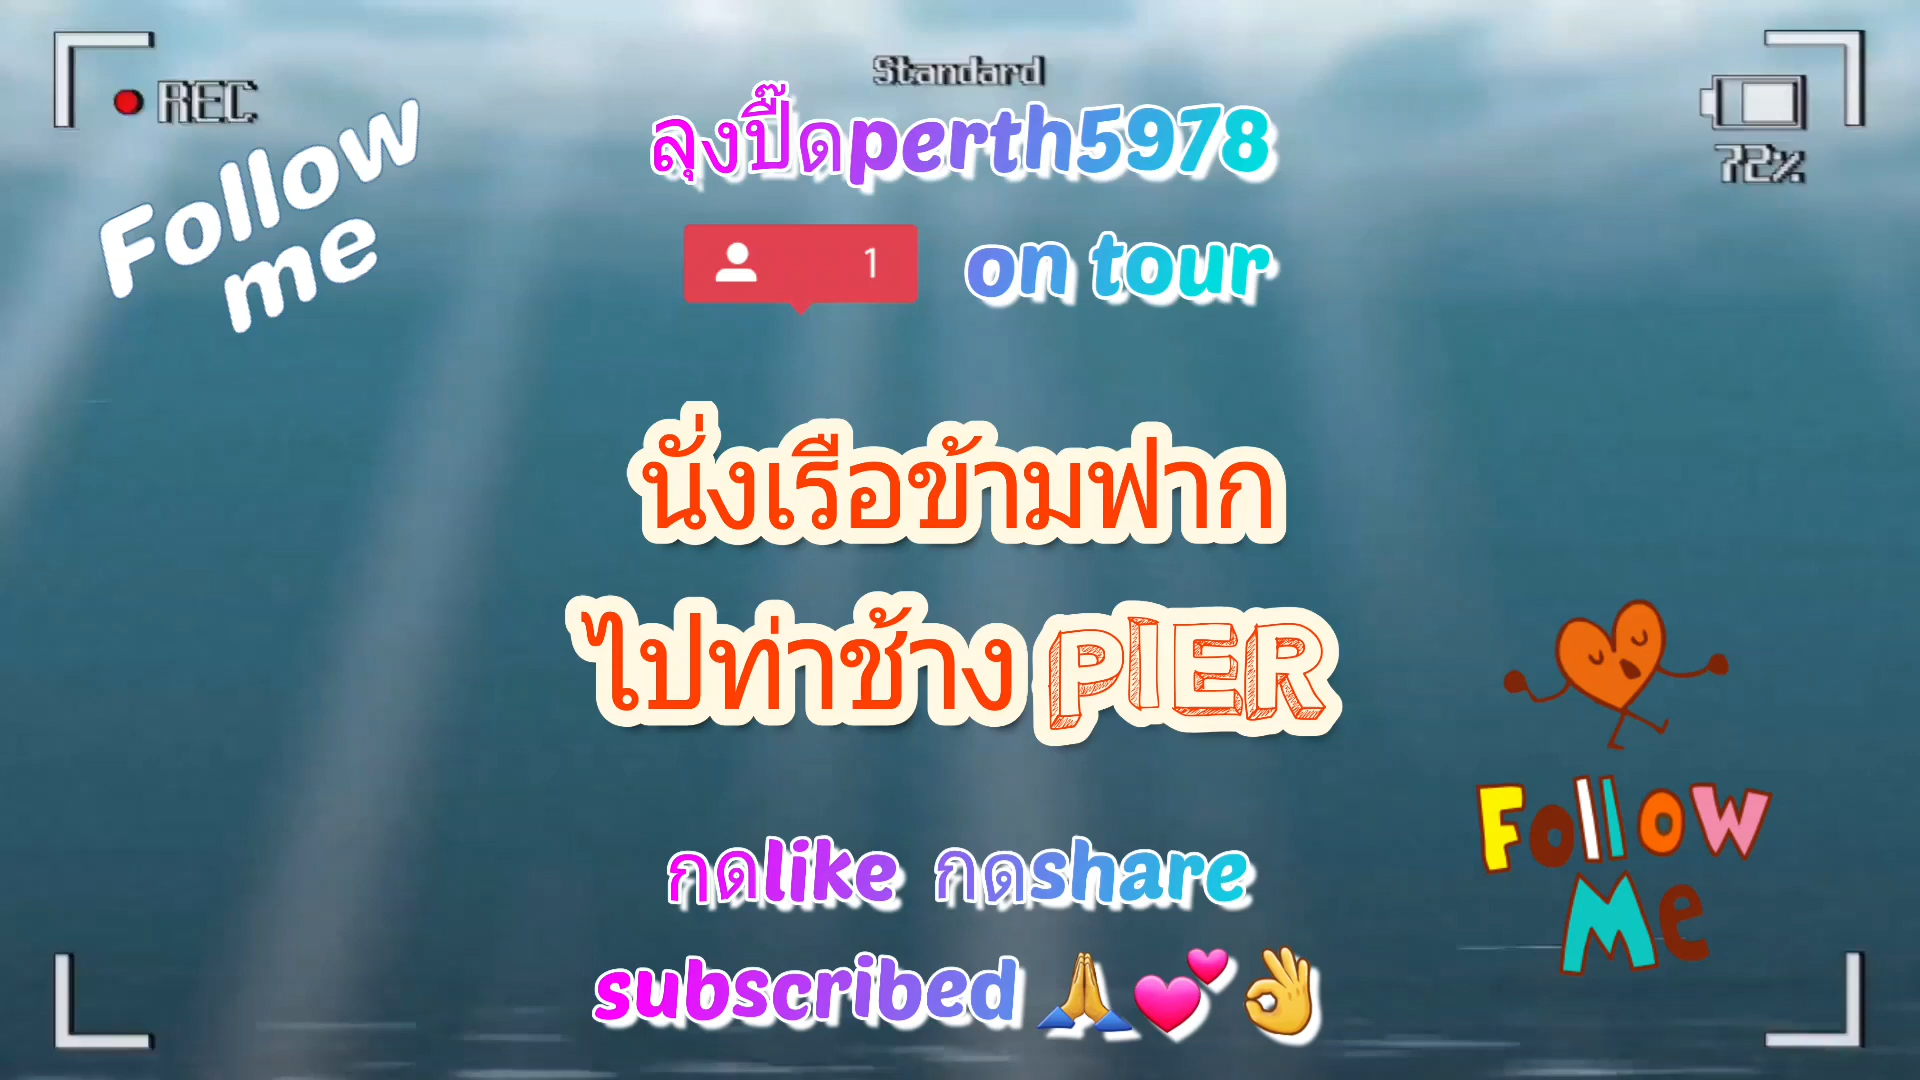 Standard
REC
72%
Follow
me
ลุงปื๊ดperth5978
1
on tour
นั่งเรือข้ามฟาก
ไปท่าช้าง PIER
Follow
Me
กดlike กดshare
subscribed 🙏💕👌